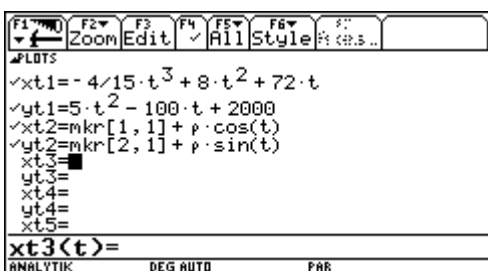 F1 F2 Zoom F3 Edit F4 ✓ F5 All F6 Style
PLOTS
✓xt1=-4/15·t^3+8·t^2+72·t
✓yt1=5·t^2-100·t+2000
✓xt2=mkr[1,1]+ρ·cos(t)
✓yt2=mkr[2,1]+ρ·sin(t)
xt3=
yt3=
xt4=
yt4=
xt5=
xt3(t)=
ANALYTIK DEG AUTO PAR